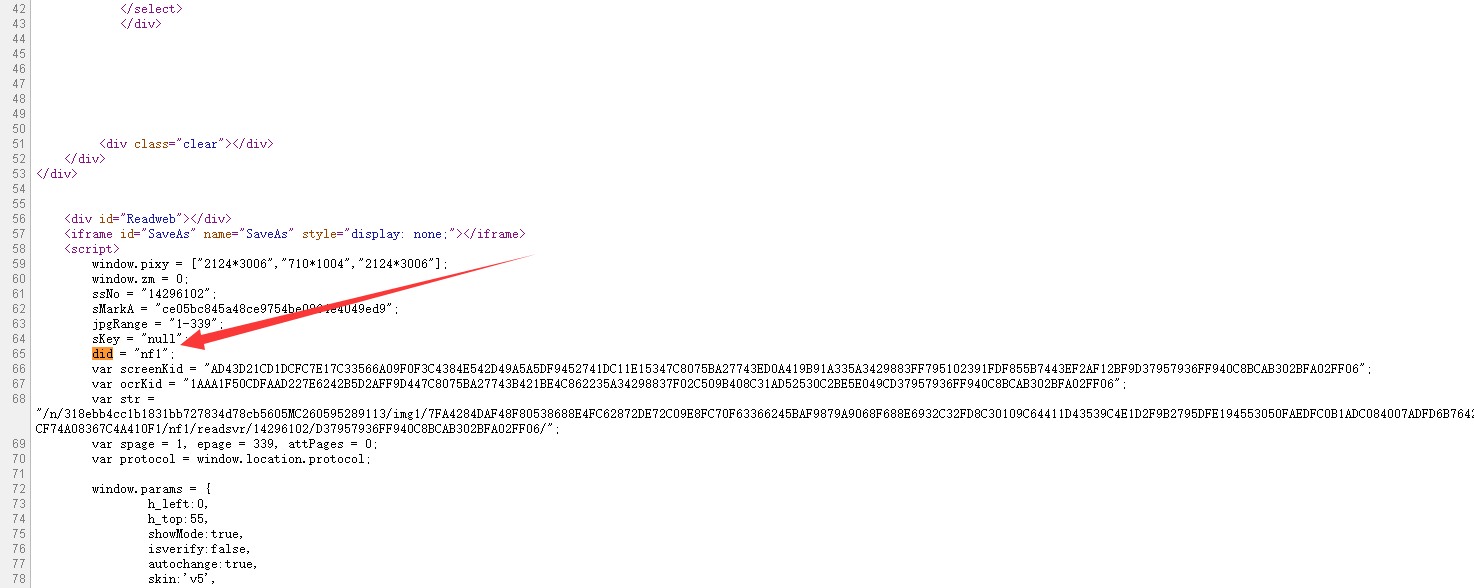 42 </select>
43 </div>
44
45
46
47
48
49
50
51 <div class="clear"></div>
52 </div>
53 </div>
54
55
56 <div id="Readweb"></div>
57 <iframe id="SaveAs" name="SaveAs" style="display: none;"></iframe>
58 <script>
59 window.pixy = ["2124*3006","710*1004","2124*3006"];
60 window.zm = 0;
61 ssNo = "14296102";
62 sMarkA = "ce05bc845a48ce9754be 4049ed9";
63 jpgRange = "1-339";
64 sKey = "null";
65 did = "nf1";
66 var screenKid = "AD43D21CD1DCFC7E17C33566A09F0F3C4384E542D49A5A5DF9452741DC11E15347C8075BA27743ED0A419B91A335A3429883FF795102391FDF855B7443EF2AF12BF9D37957936FF940C8BCAB302BFA02FF06";
67 var ocrKid = "1AAA1F50CDFAAD227E6242B5D2AFF9D447C8075BA27743B421BE4C862235A34298837F02C509B408C31AD52530C2BE5E049CD37957936FF940C8BCAB302BFA02FF06";
68 var str =
"/n/318ebb4cc1b1831bb727834d78cb5605MC260595289113/img1/7FA4284DAF48F80538688E4FC62872DE72C09E8FC70F63366245BAF9879A9068F688E6932C32FD8C30109C64411D43539C4E1D2F9B2795DFE194553050FAEDFC0B1ADC084007ADFD6B7642
CF74A08367C4A410F1/nf1/readsvr/14296102/D37957936FF940C8BCAB302BFA02FF06/";
69 var spage = 1, epage = 339, attPages = 0;
70 var protocol = window.location.protocol;
71
72 window.params = {
73 h_left:0,
74 h_top:55,
75 showMode:true,
76 isverify:false,
77 autochange:true,
78 skin:'v5',